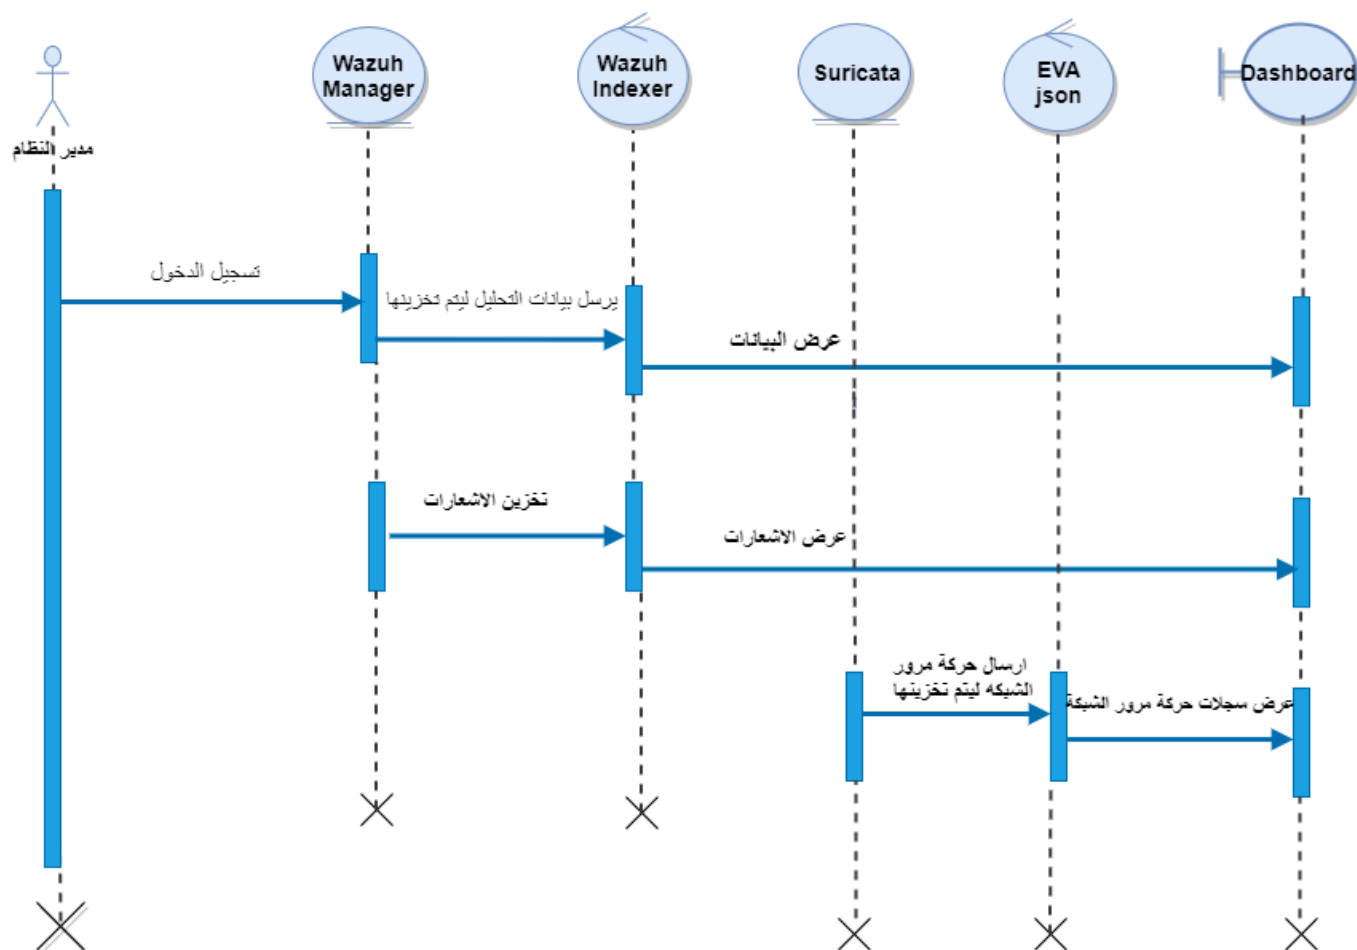 Wazuh
Manager
Wazuh
Indexer
Suricata
EVA
json
Dashboard
مدير النظام
تسجيل الدخول
يرسل بيانات التحليل ليتم تخزينها
عرض البيانات
تخزين الاشعارات
عرض الاشعارات
ارسال حركة مرور
الشبكه ليتم تخزينها
عرض سجلات حركة مرور الشبكة